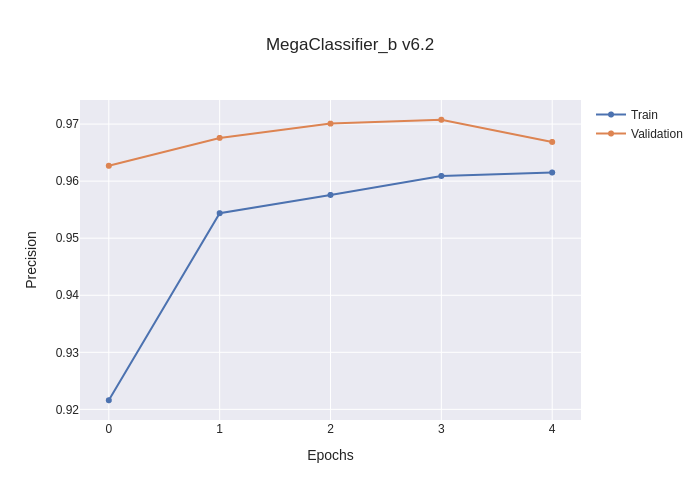 MegaClassifier_b v6.2
Train
Validation
0.97
0.96
0.95
0.94
0.93
0.92
Precision
0 1 2 3 4
Epochs